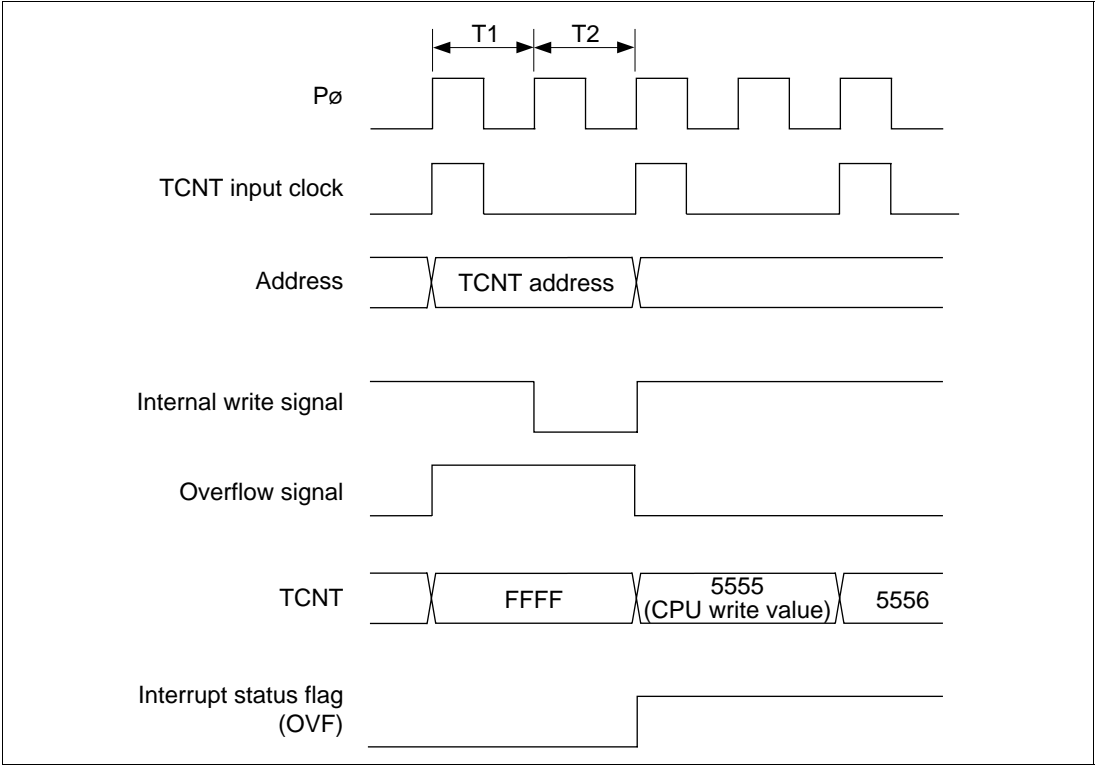 T1 T2
Pø
TCNT input clock
Address TCNT address
Internal write signal
Overflow signal
TCNT FFFF 5555 (CPU write value) 5556
Interrupt status flag
(OVF)